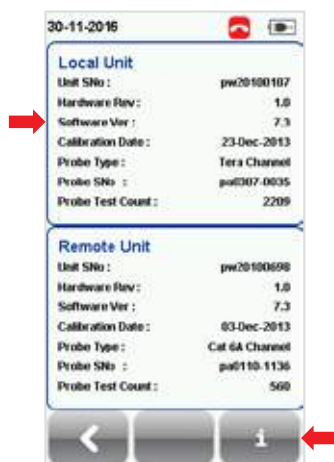 30-11-2016
Local Unit
Unit SNo : pw20100107
Hardware Rev : 1.0
Software Ver : 7.3
Calibration Date : 23-Dec-2013
Probe Type : Tera Channel
Probe SNo : pa0307-0035
Probe Test Count : 2209
Remote Unit
Unit SNo : pw20100698
Hardware Rev : 1.0
Software Ver : 7.3
Calibration Date : 03-Dec-2013
Probe Type : Cat 6A Channel
Probe SNo : pa0110-1136
Probe Test Count : 560
i